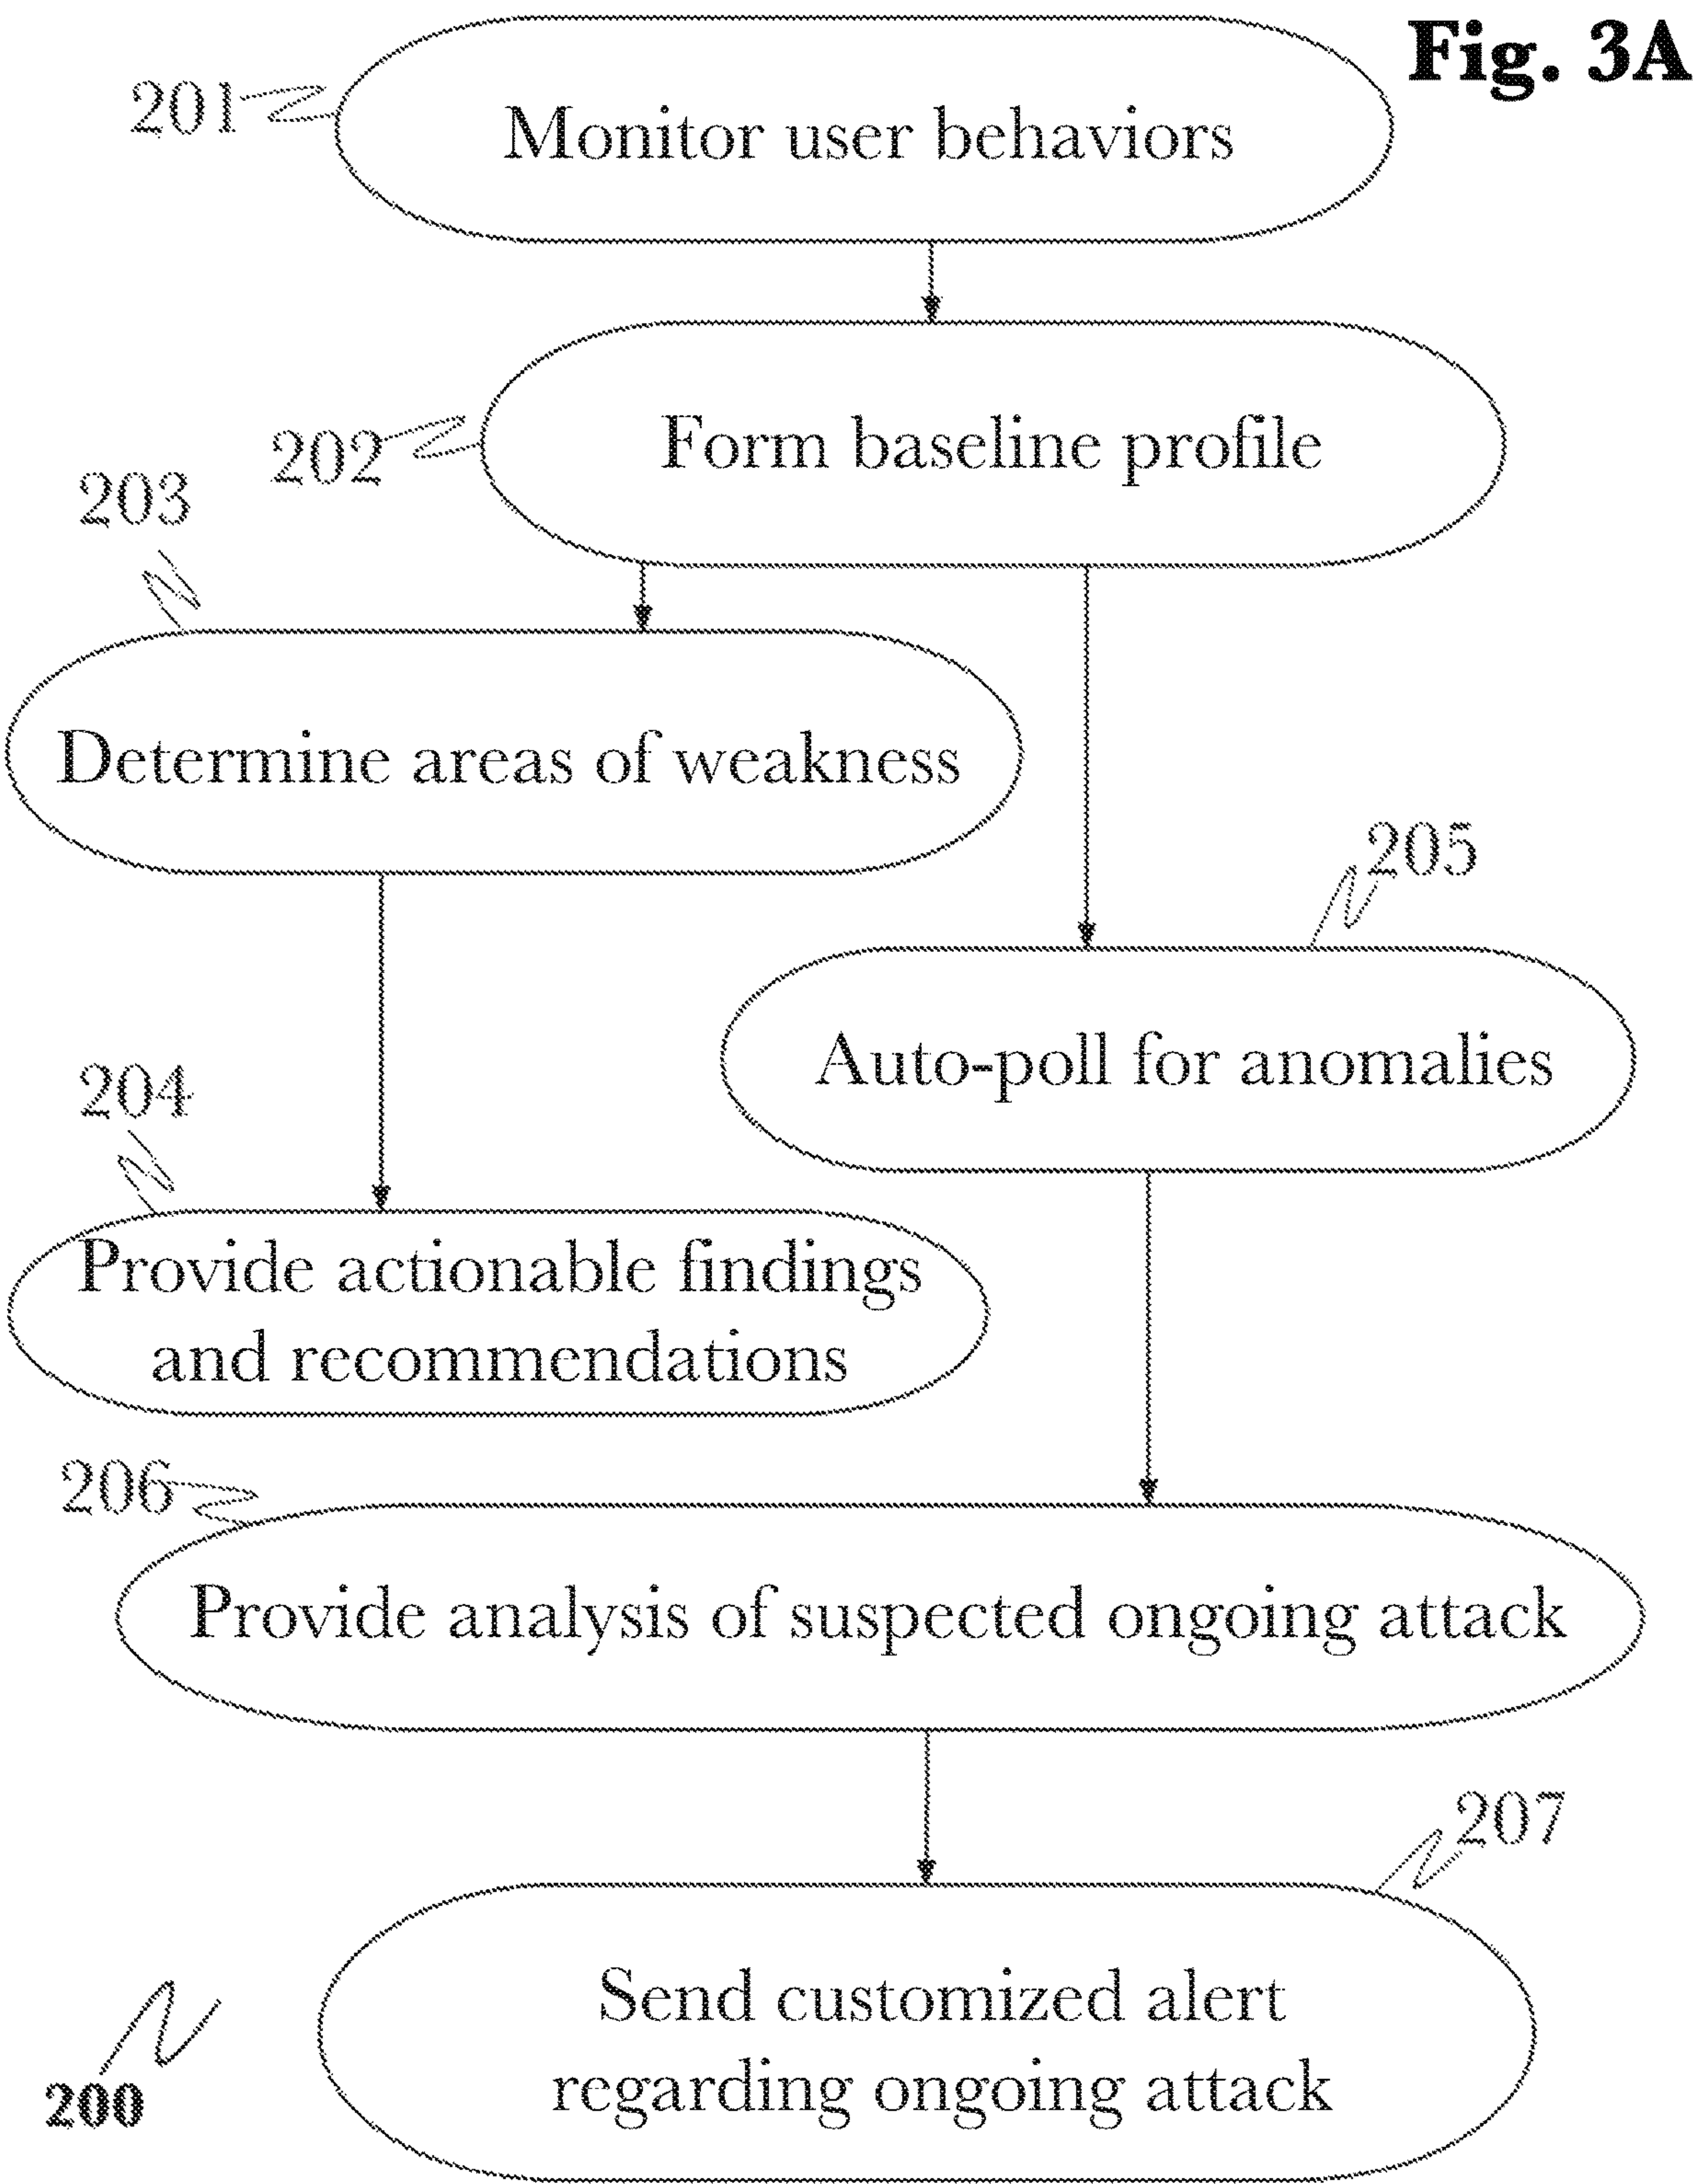 Fig. 3A
201
Monitor user behaviors
202
Form baseline profile
203
Determine areas of weakness
205
Auto-poll for anomalies
204
Provide actionable findings
and recommendations
206
Provide analysis of suspected ongoing attack
207
Send customized alert
regarding ongoing attack
200